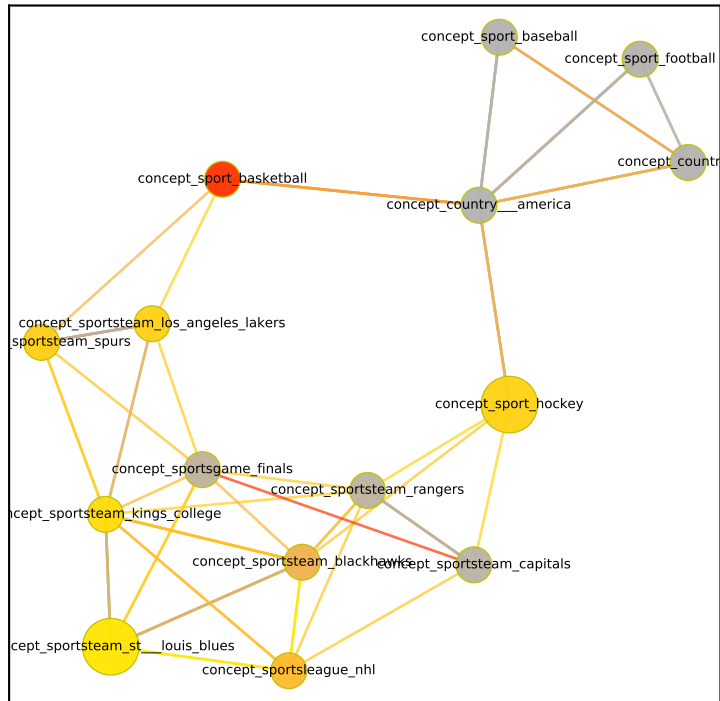 concept_sport_baseball
concept_sport_football
concept_countr
concept_sport_basketball
concept_country___america
concept_sportsteam_los_angeles_lakers
_sportsteam_spurs
concept_sport_hockey
concept_sportsgame_finals
concept_sportsteam_rangers
ncept_sportsteam_kings_college
concept_sportsteam_blackhawks
concept_sportsteam_capitals
cept_sportsteam_st___louis_blues
concept_sportsleague_nhl